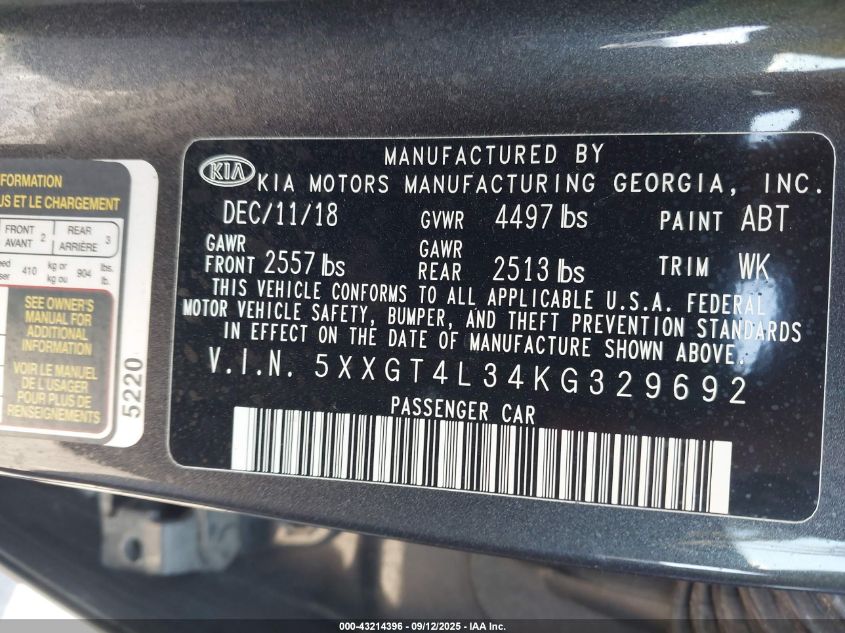 MANUFACTURED BY
KIA KIA MOTORS MANUFACTURING GEORGIA, INC.
DEC/11/18 GVWR 4497 lbs PAINT ABT
GAWR FRONT 2557 lbs GAWR REAR 2513 lbs TRIM WK
THIS VEHICLE CONFORMS TO ALL APPLICABLE U.S.A. FEDERAL
MOTOR VEHICLE SAFETY, BUMPER, AND THEFT PREVENTION STANDARDS
IN EFFECT ON THE DATE OF MANUFACTURE SHOWN ABOVE.
V.I.N. 5XXGT4L34KG329692
PASSENGER CAR
FORMATION
US ET LE CHARGEMENT
FRONT 2 REAR 3
AVANT ARRIÈRE
410 kg or 904 lbs.
kg ou lb.
SEE OWNER'S
MANUAL FOR
ADDITIONAL
INFORMATION
VOIR LE MANUEL
DE L'USAGER
POUR PLUS DE
RENSEIGNEMENTS
5220
000-43214396 - 09/12/2025 - IAA Inc.